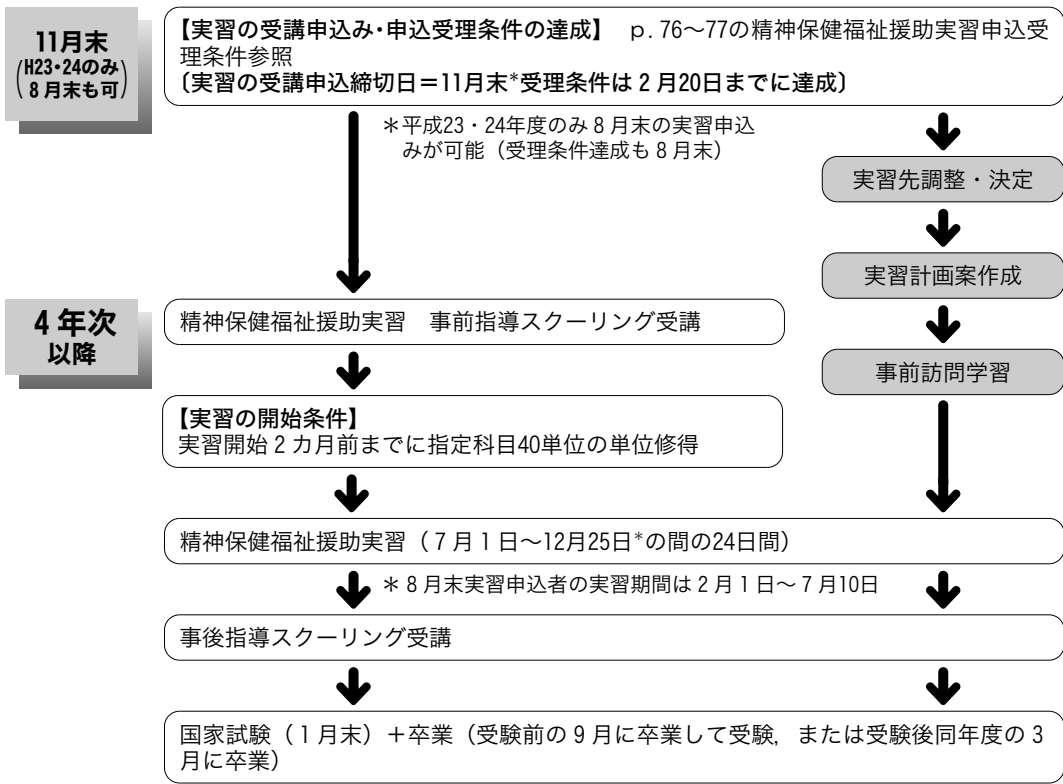 11月末
(H23・24のみ
8月末も可)
【実習の受講申込み・申込受理条件の達成】 p.76〜77の精神保健福祉援助実習申込受
理条件参照
〔実習の受講申込締切日＝11月末*受理条件は2月20日までに達成〕
＊平成23・24年度のみ8月末の実習申込
みが可能（受理条件達成も8月末）
実習先調整・決定
実習計画案作成
4年次
以降
精神保健福祉援助実習 事前指導スクーリング受講
事前訪問学習
【実習の開始条件】
実習開始2カ月前までに指定科目40単位の単位修得
精神保健福祉援助実習（7月1日〜12月25日*の間の24日間）
＊8月末実習申込者の実習期間は2月1日〜7月10日
事後指導スクーリング受講
国家試験（1月末）＋卒業（受験前の9月に卒業して受験，または受験後同年度の3
月に卒業）